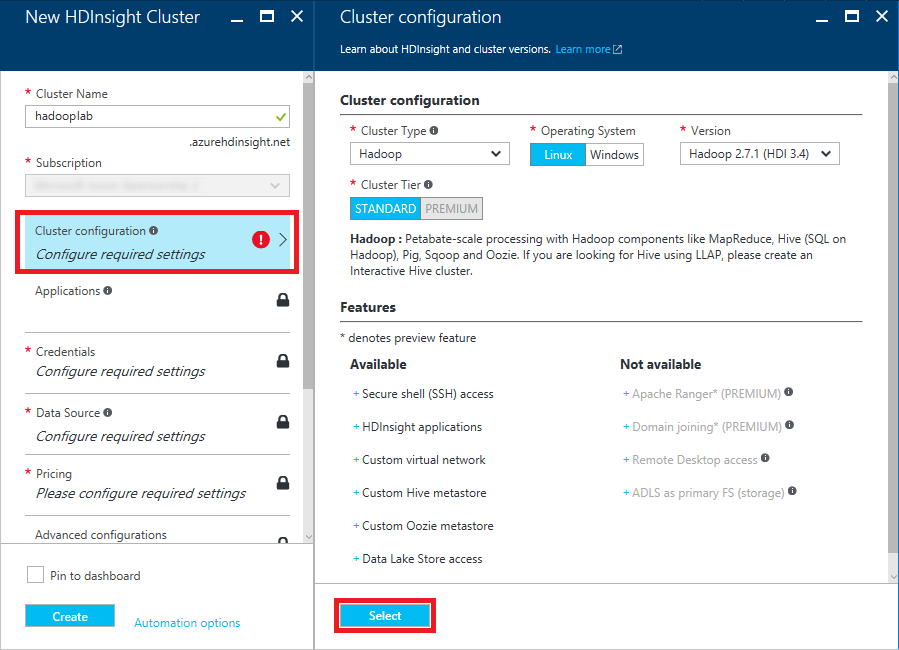 New HDInsight Cluster
* Cluster Name
hadooplab
.azurehdinsight.net
* Subscription
Cluster configuration
Configure required settings
Applications
* Credentials
Configure required settings
* Data Source
Configure required settings
* Pricing
Please configure required settings
Advanced configurations
Pin to dashboard
Create
Automation options
Cluster configuration
Learn about HDInsight and cluster versions. Learn more
Cluster configuration
* Cluster Type * Operating System * Version
Hadoop Linux Windows Hadoop 2.7.1 (HDI 3.4)
* Cluster Tier
STANDARD PREMIUM
Hadoop : Petabate-scale processing with Hadoop components like MapReduce, Hive (SQL on
Hadoop), Pig, Sqoop and Oozie. If you are looking for Hive using LLAP, please create an
Interactive Hive cluster.
Features
* denotes preview feature
Available
+ Secure shell (SSH) access
+ HDInsight applications
+ Custom virtual network
+ Custom Hive metastore
+ Custom Oozie metastore
+ Data Lake Store access
Not available
+ Apache Ranger* (PREMIUM)
+ Domain joining* (PREMIUM)
+ Remote Desktop access
+ ADLS as primary FS (storage)
Select